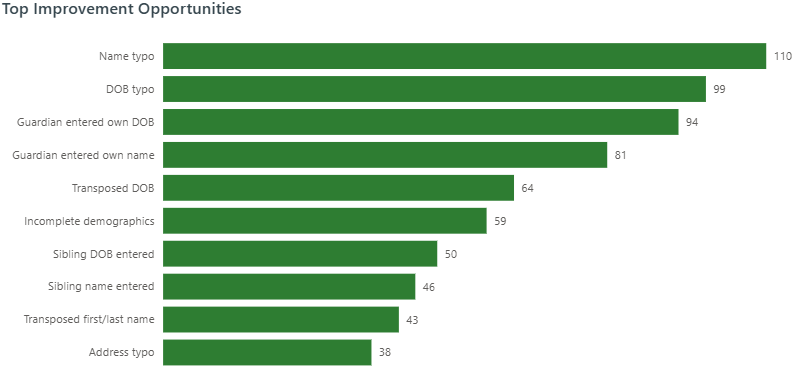 Top Improvement Opportunities
Name typo 110
DOB typo 99
Guardian entered own DOB 94
Guardian entered own name 81
Transposed DOB 64
Incomplete demographics 59
Sibling DOB entered 50
Sibling name entered 46
Transposed first/last name 43
Address typo 38